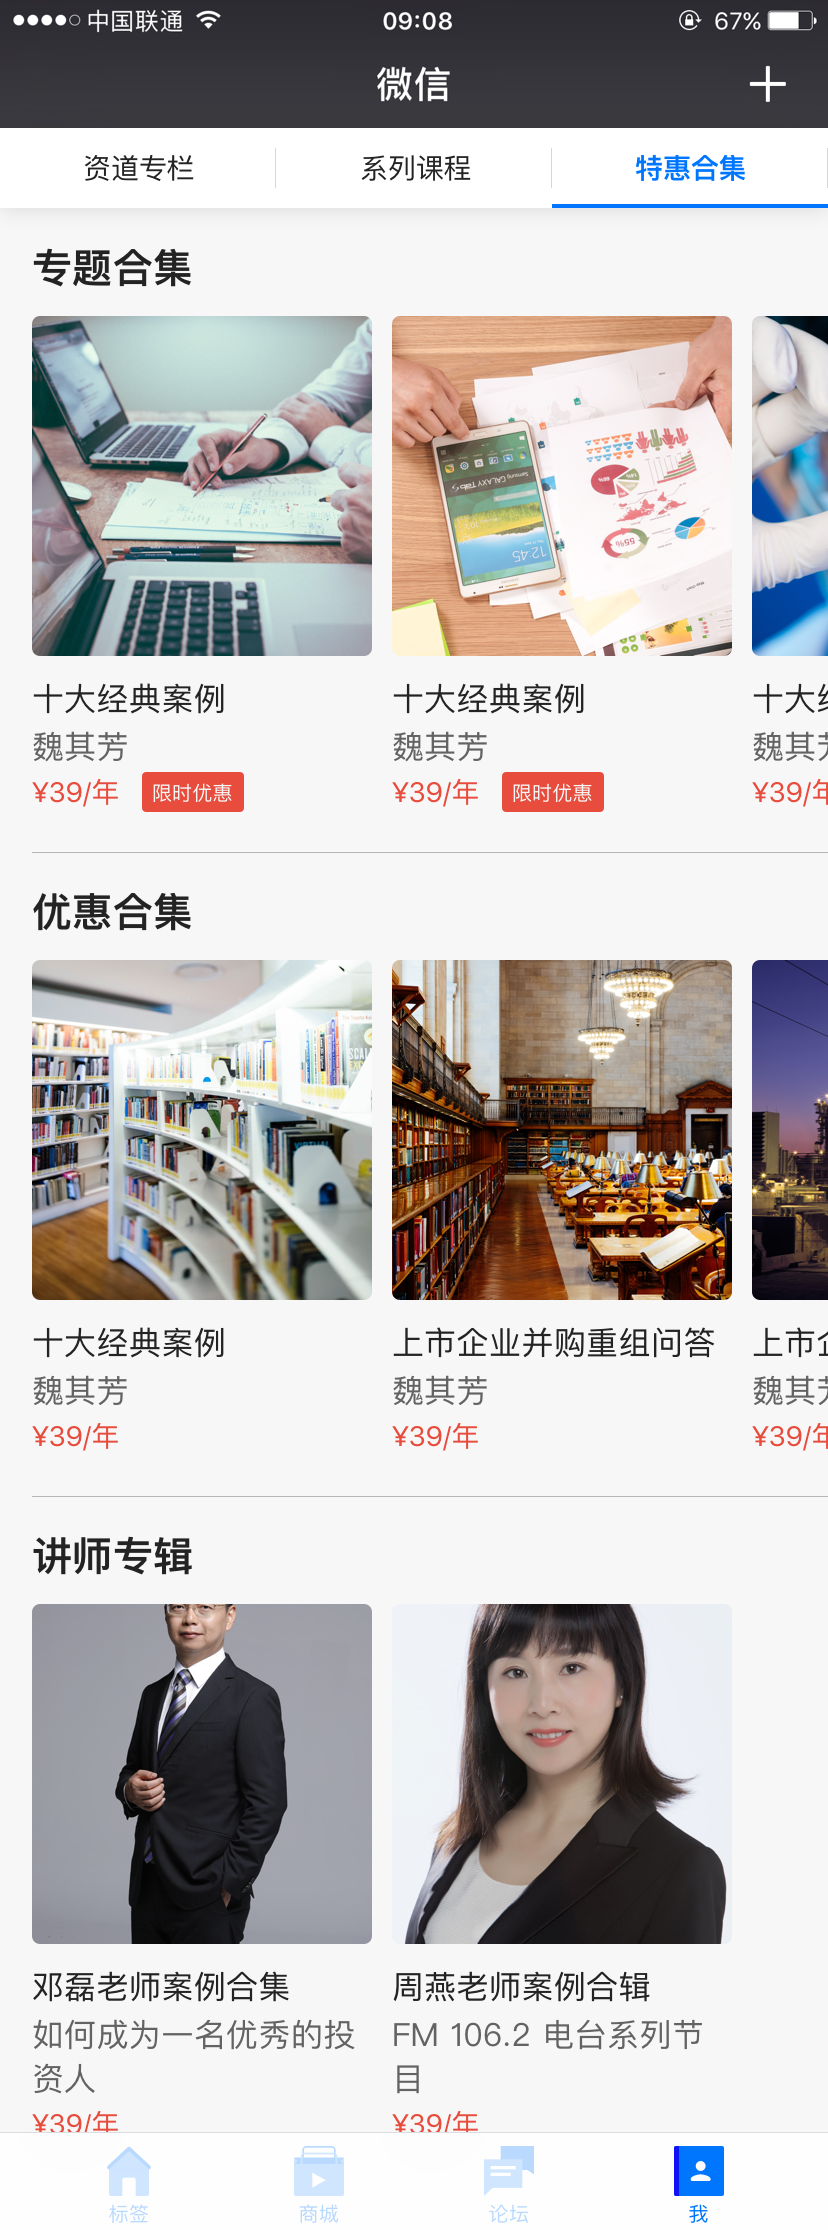 中国联通 09:08 67%
微信
资道专栏 系列课程 特惠合集
专题合集
十大经典案例 十大经典案例 十大经
魏其芳 魏其芳 魏其芳
¥39/年 限时优惠 ¥39/年 限时优惠 ¥39/年
优惠合集
十大经典案例 上市企业并购重组问答 上市企
魏其芳 魏其芳 魏其芳
¥39/年 ¥39/年 ¥39/年
讲师专辑
邓磊老师案例合集 周燕老师案例合辑
如何成为一名优秀的投 FM 106.2 电台系列节
资人 目
¥39/年 ¥39/年
标签 商城 论坛 我